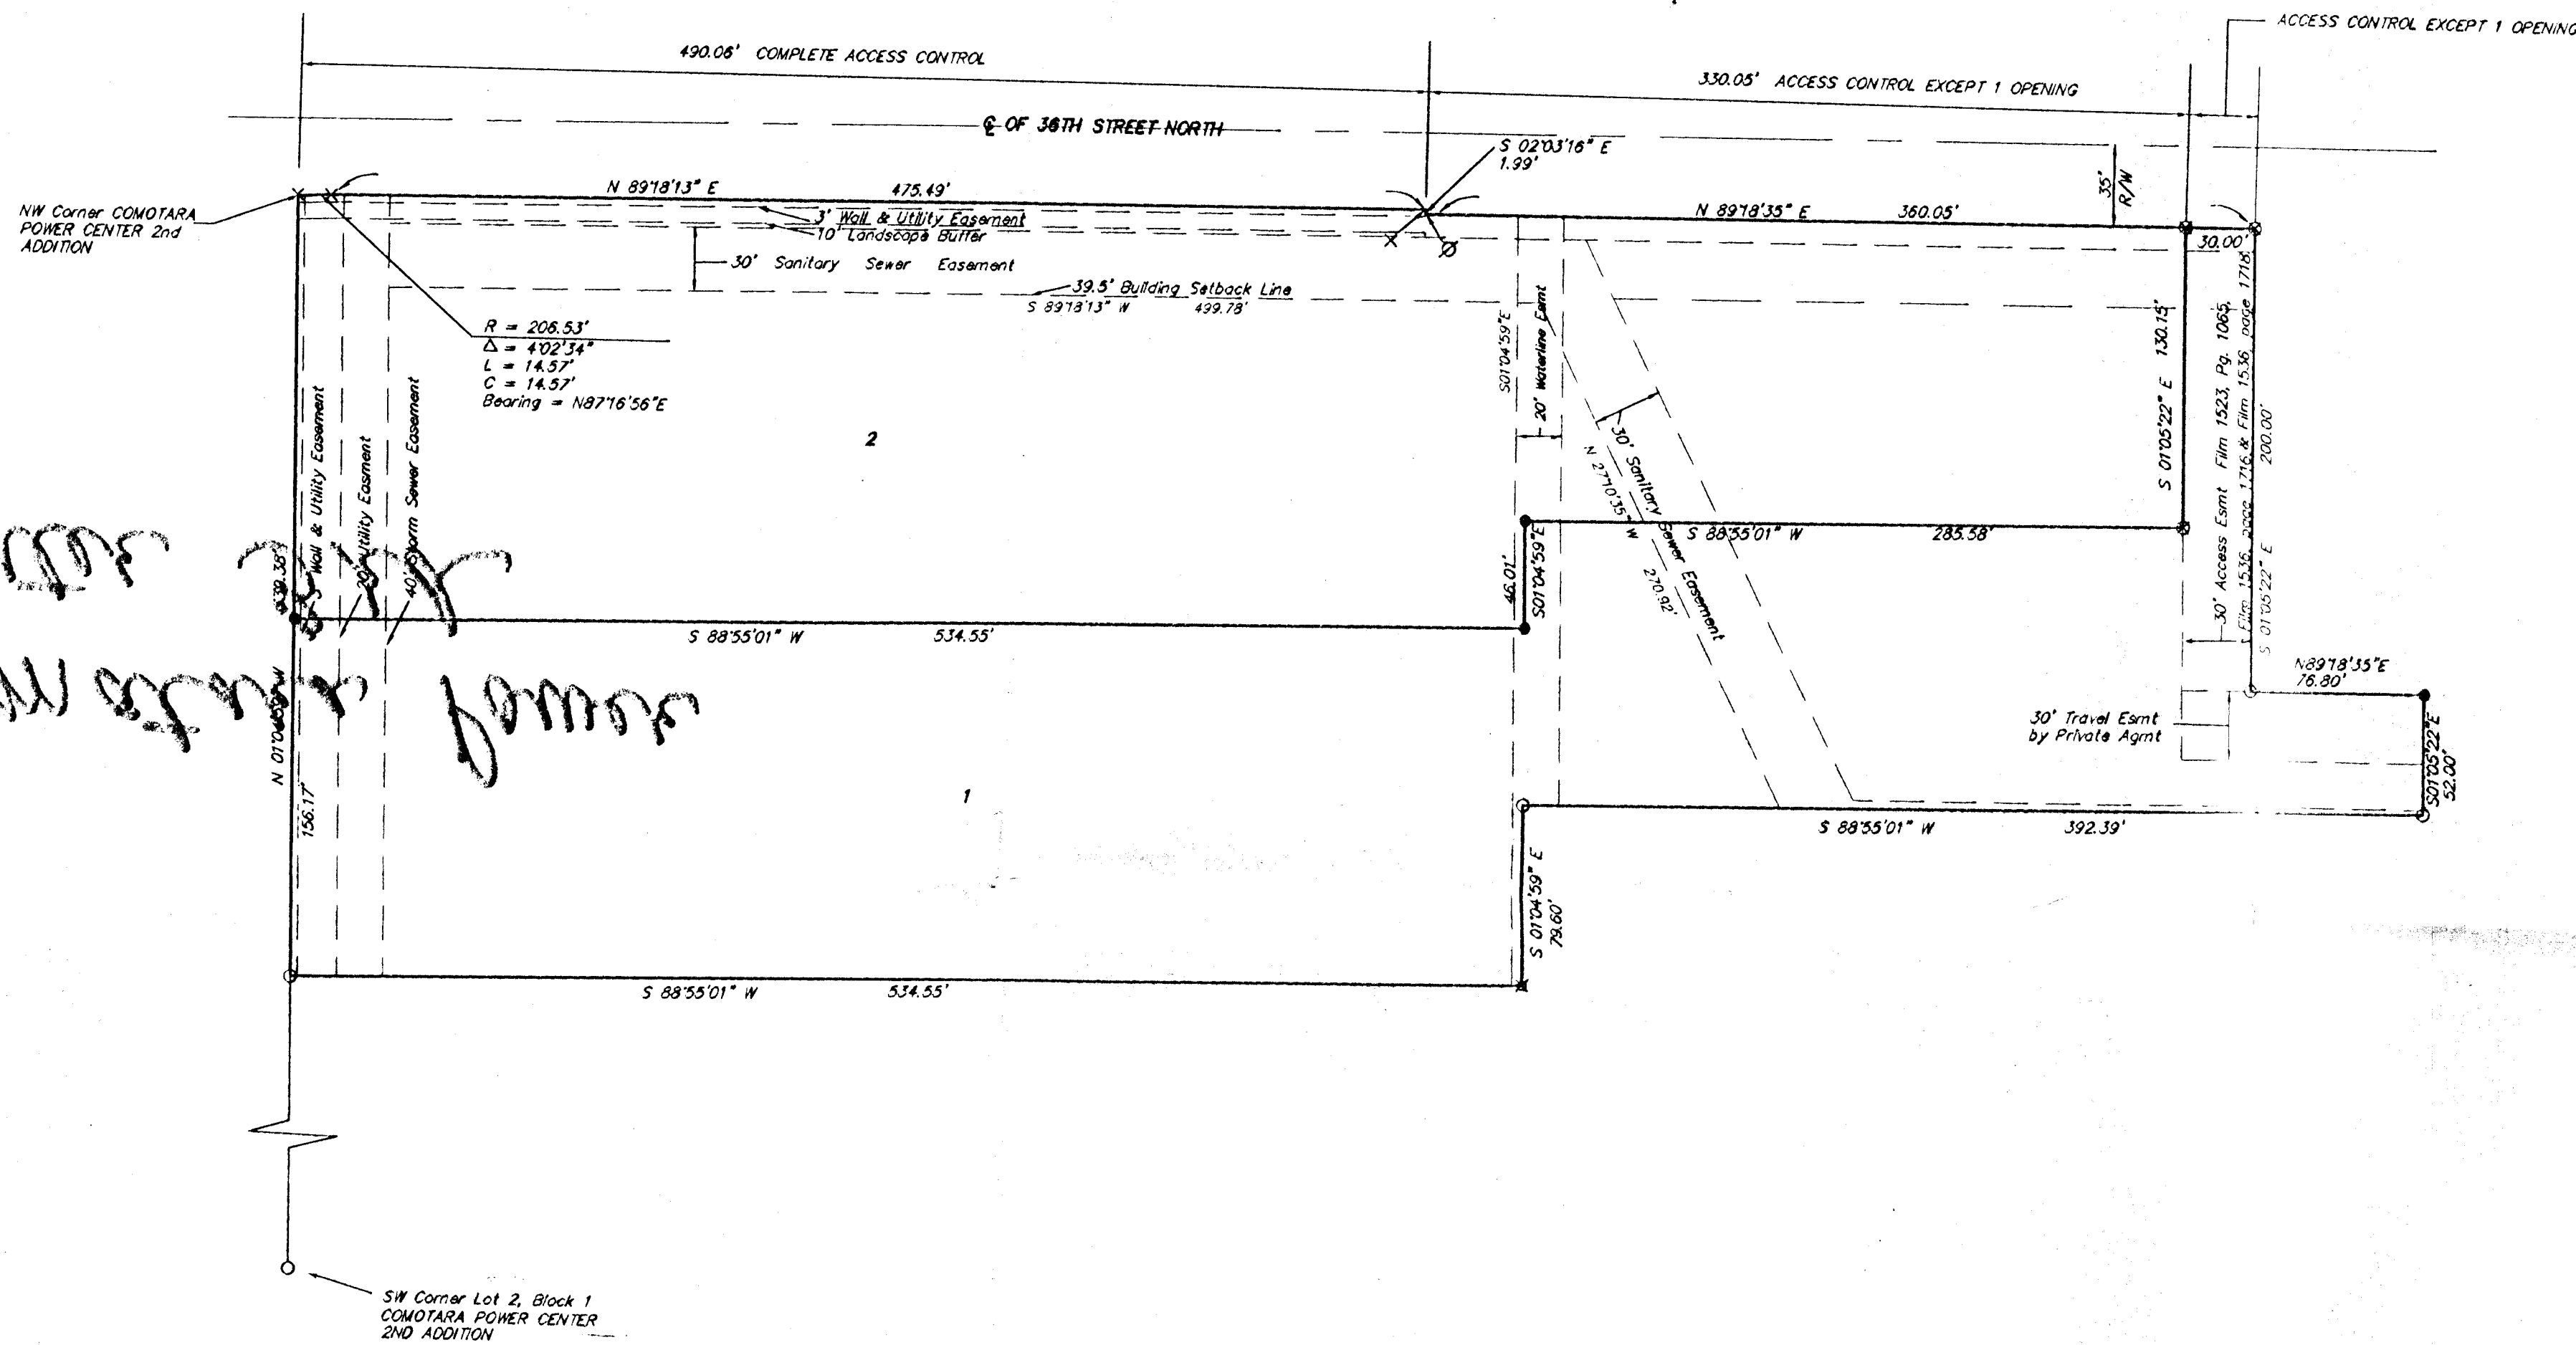 ACCESS CONTROL EXCEPT 1 OPENING
490.06' COMPLETE ACCESS CONTROL
330.05' ACCESS CONTROL EXCEPT 1 OPENING
℄ OF 36TH STREET NORTH
S 02°03'16" E
1.99'
35'
R/W
NW Corner COMOTARA
POWER CENTER 2nd
ADDITION
N 89°18'13" E 475.49'
N 89°18'35" E 360.05'
30.00'
3' Wall & Utility Easement
10' Landscape Buffer
30' Sanitary Sewer Easement
39.5' Building Setback Line
S 89°18'13" W 499.78'
R = 206.53'
Δ = 4°02'34"
L = 14.57'
C = 14.57'
Bearing = N87°16'56"E
Wall & Utility Easement
20' Utility Easment
40' Storm Sewer Easement
2
S01°04'59"E
20' Waterline Esmt
30' Sanitary Sewer Easement
N 27°10'35" W 270.92'
S 01°05'22" E 130.15'
30' Access Esmt Film 1523, Pg. 1065,
Film 1536, page 1716 & Film 1536, page 1718.
S 01°05'22" E 200.00'
S 88°55'01" W 285.58'
46.01'
S01°04'59"E
S 88°55'01" W 534.55'
N89°18'35"E
76.80'
30' Travel Esmt
by Private Agmt
S01°05'22"E
52.00'
Power
156.17'
1
S 88°55'01" W 392.39'
S 01°04'59" E
79.60'
S 88°55'01" W 534.55'
SW Corner Lot 2, Block 1
COMOTARA POWER CENTER
2ND ADDITION